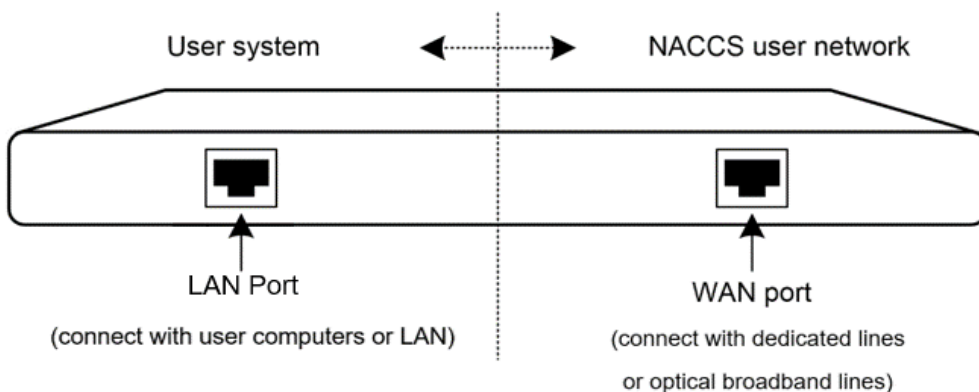 User system
NACCS user network
LAN Port
(connect with user computers or LAN)
WAN port
(connect with dedicated lines
or optical broadband lines)